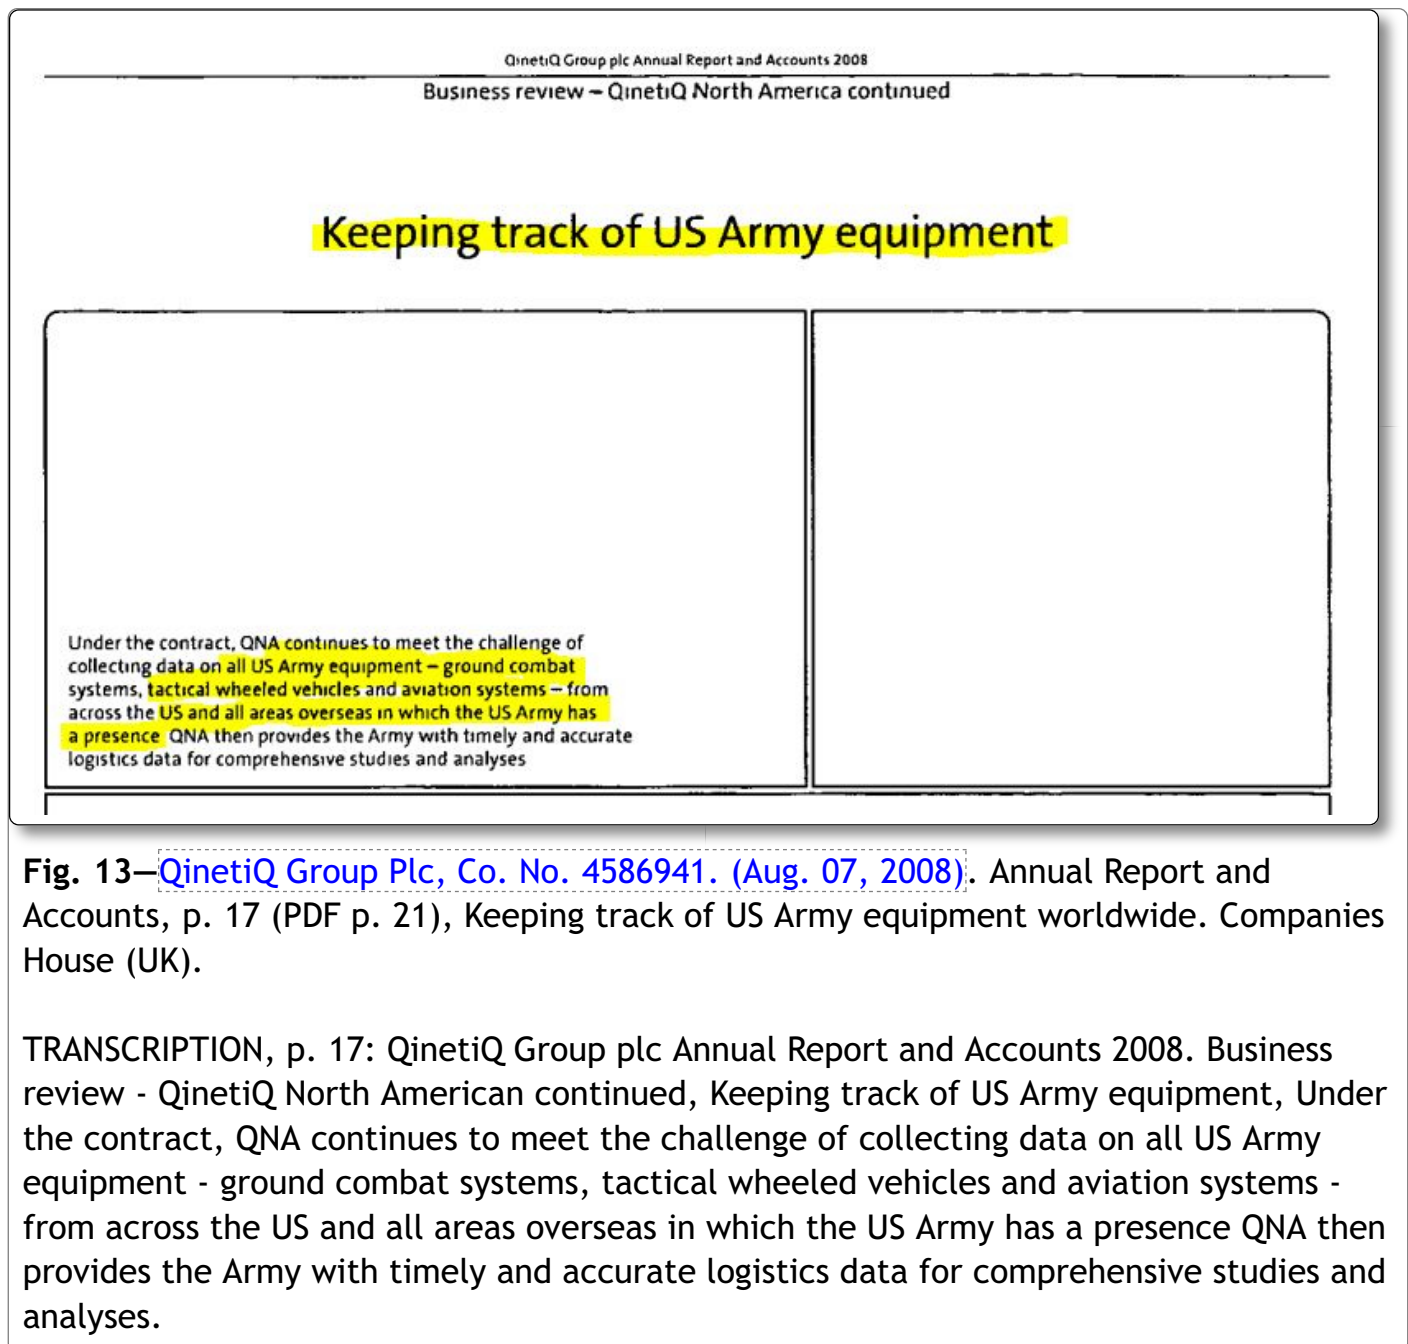 QinetiQ Group plc Annual Report and Accounts 2008
Business review – QinetiQ North America continued
Keeping track of US Army equipment
Under the contract, QNA continues to meet the challenge of
collecting data on all US Army equipment – ground combat
systems, tactical wheeled vehicles and aviation systems – from
across the US and all areas overseas in which the US Army has
a presence QNA then provides the Army with timely and accurate
logistics data for comprehensive studies and analyses
Fig. 13—QinetiQ Group Plc, Co. No. 4586941. (Aug. 07, 2008). Annual Report and
Accounts, p. 17 (PDF p. 21), Keeping track of US Army equipment worldwide. Companies
House (UK).
TRANSCRIPTION, p. 17: QinetiQ Group plc Annual Report and Accounts 2008. Business
review - QinetiQ North American continued, Keeping track of US Army equipment, Under
the contract, QNA continues to meet the challenge of collecting data on all US Army
equipment - ground combat systems, tactical wheeled vehicles and aviation systems -
from across the US and all areas overseas in which the US Army has a presence QNA then
provides the Army with timely and accurate logistics data for comprehensive studies and
analyses.